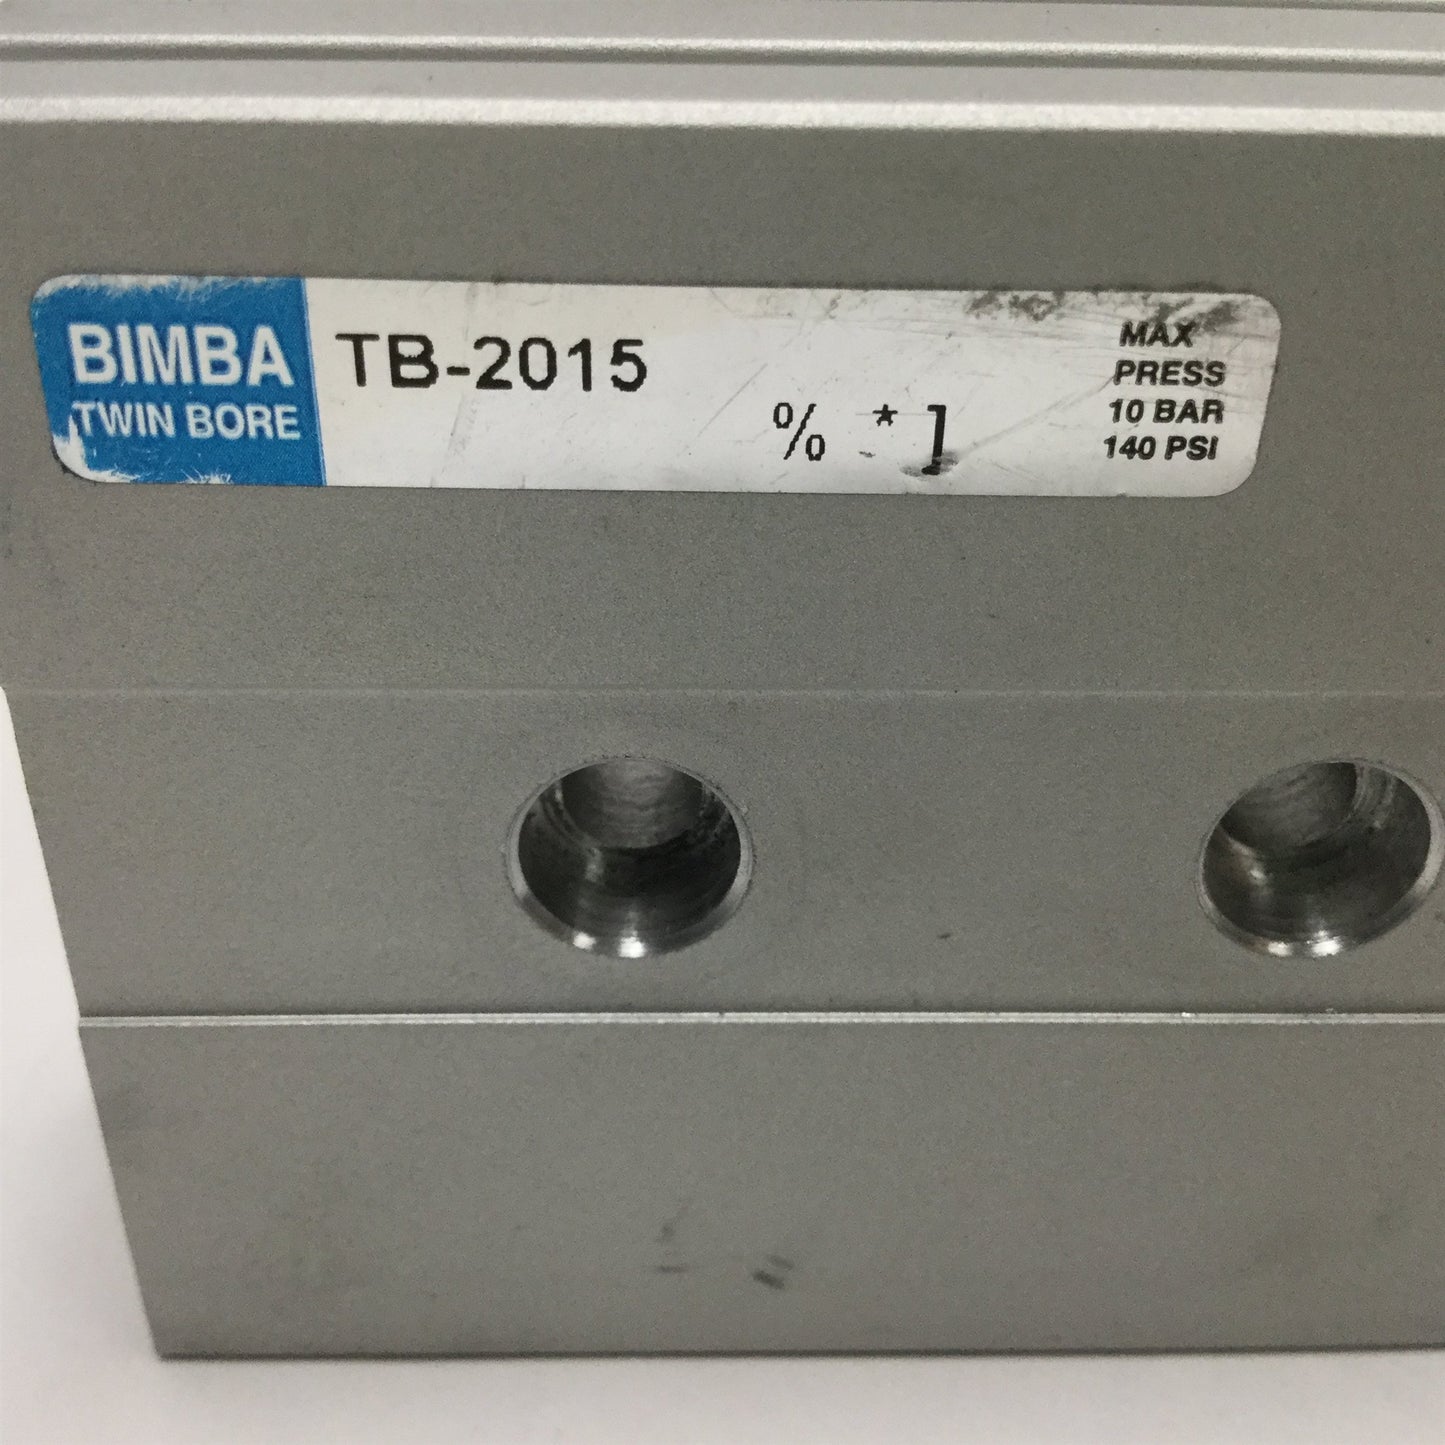 BIMBA
TWIN BORE
TB-2015
% * ]
MAX
PRESS
10 BAR
140 PSI